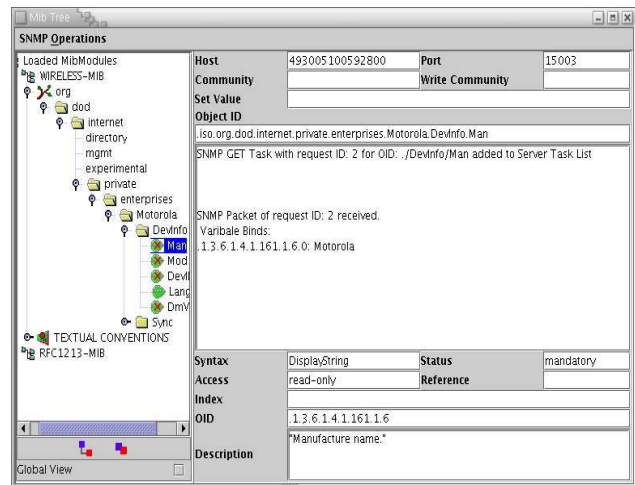 Mib Tree
SNMP Operations
Loaded MibModules
WIRELESS-MIB
org
dod
internet
directory
mgmt
experimental
private
enterprises
Motorola
DevInfo
Man
Mod
DevI
Lang
DmV
Sync
TEXTUAL CONVENTIONS
RFC1213-MIB
Global View
Host 493005100592800 Port 15003
Community Write Community
Set Value
Object ID
.iso.org.dod.internet.private.enterprises.Motorola.DevInfo.Man
SNMP GET Task with request ID: 2 for OID: ./DevInfo/Man added to Server Task List
SNMP Packet of request ID: 2 received.
Varibale Binds:
.1.3.6.1.4.1.161.1.6.0: Motorola
Syntax DisplayString Status mandatory
Access read-only Reference
Index
OID .1.3.6.1.4.1.161.1.6
Description "Manufacture name."